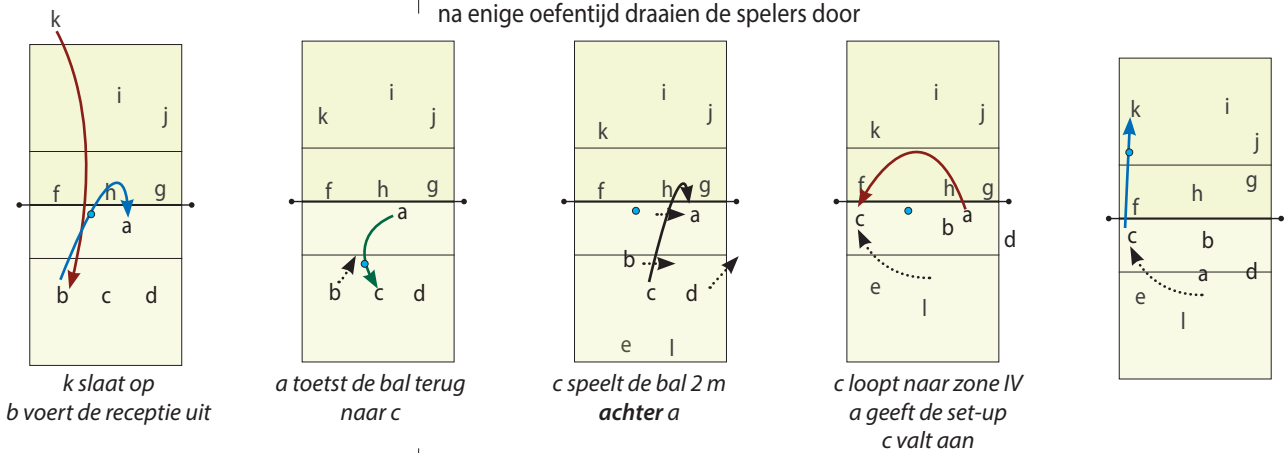 na enige oefentijd draaien de spelers door
k
i
j
f
h
g
a
b c d
k slaat op
b voert de receptie uit
i
k
j
f
h
g
a
b
c
d
a toetst de bal terug
naar c
i
j
k
f
h
g
a
b
c
d
e
l
c speelt de bal 2 m
achter a
i
j
k
f
h
g
c
a
b
d
e
l
c loopt naar zone IV
a geeft de set-up
c valt aan
k
i
j
g
h
f
c
b
a
d
e
l